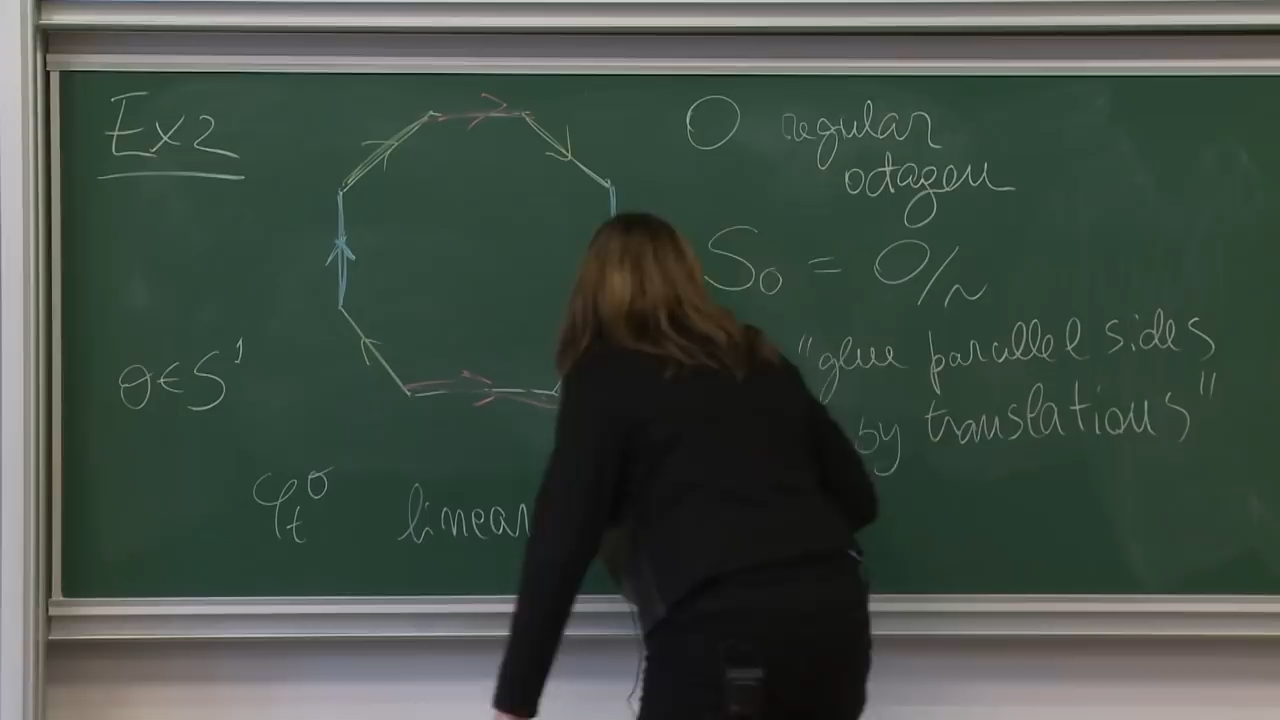 Ex2
O regular
octagon
S₀ = O/~
"glue parallel sides
by translations"
θ ∈ S¹
φ_t^θ linear